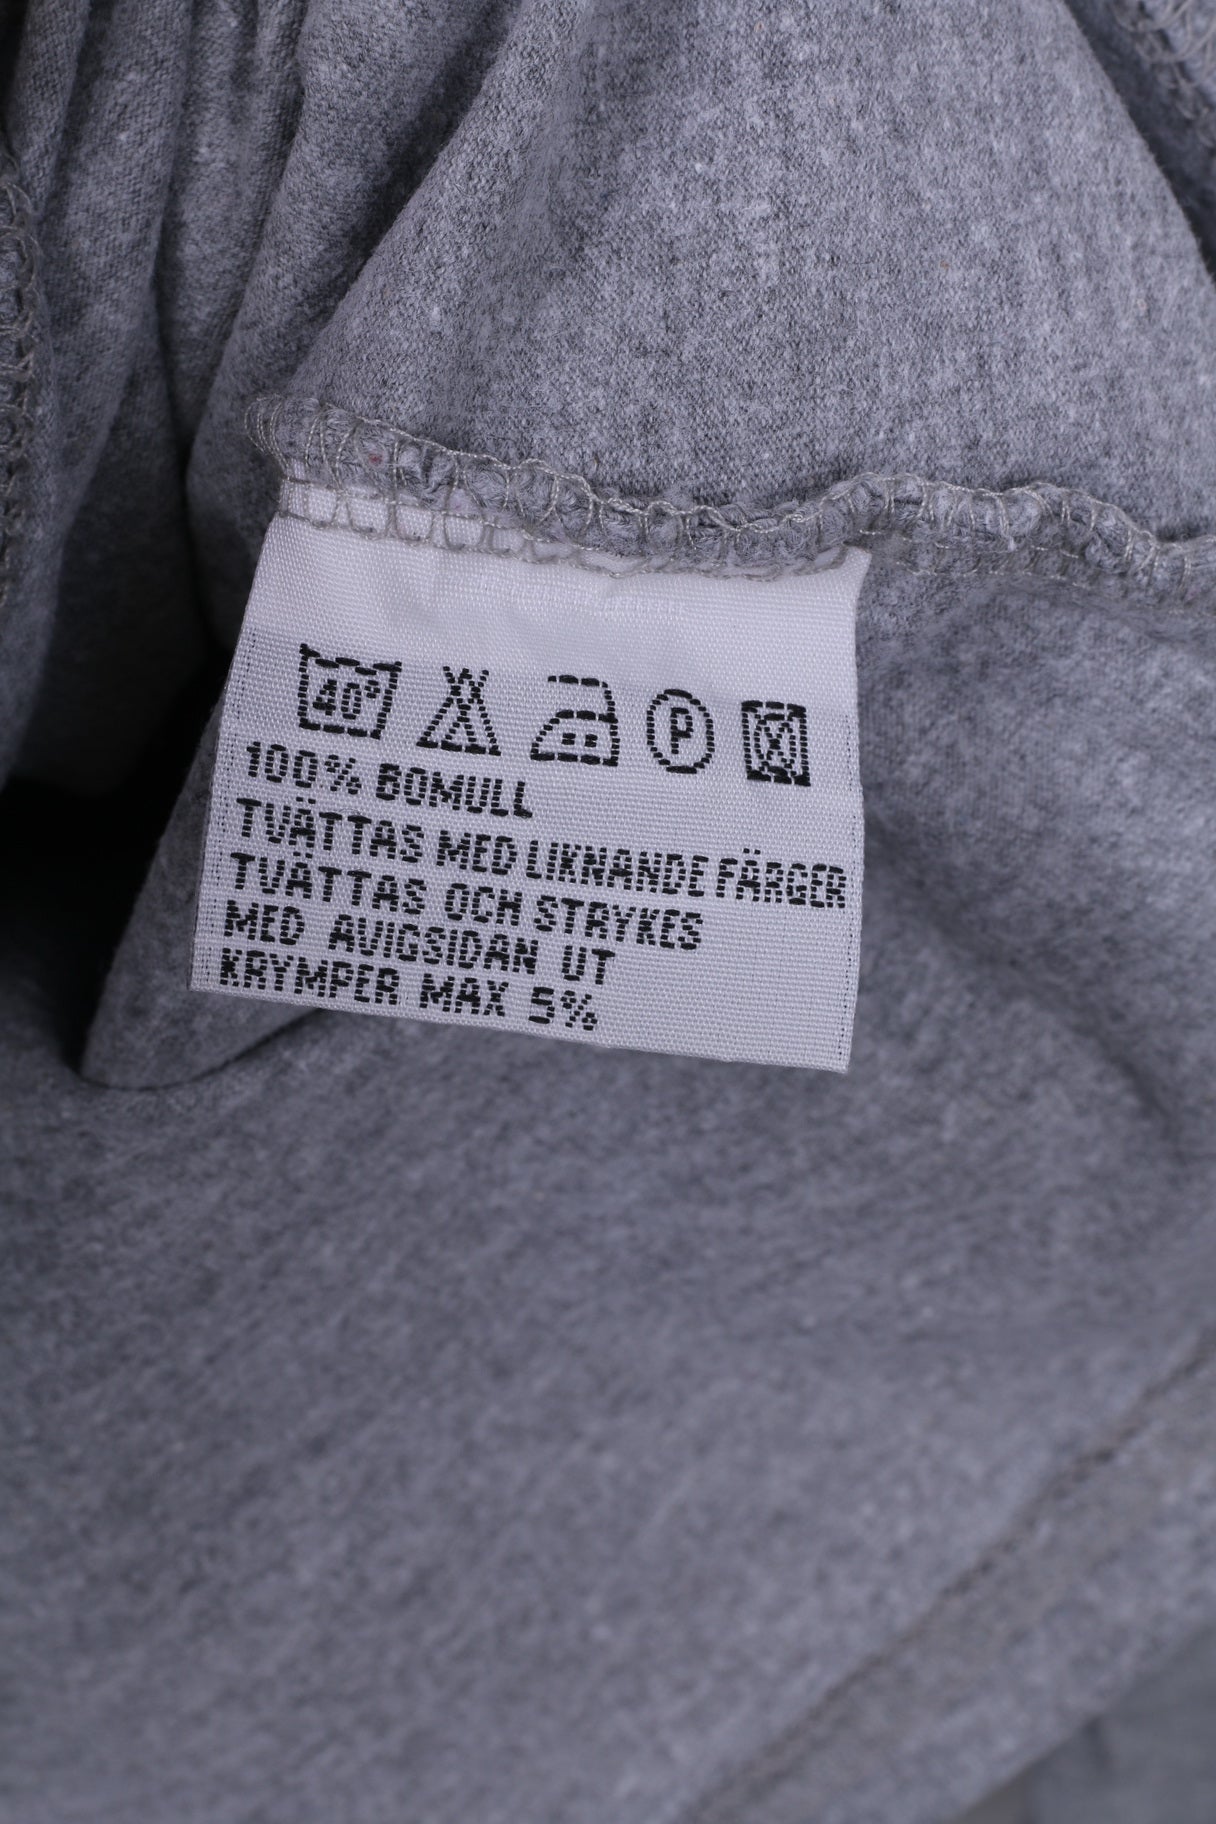 40°
P
100% BOMULL
TVÄTTAS MED LIKNANDE FÄRGER
TVÄTTAS OCH STRYKES
MED AVIGSIDAN UT
KRYMPER MAX 5%